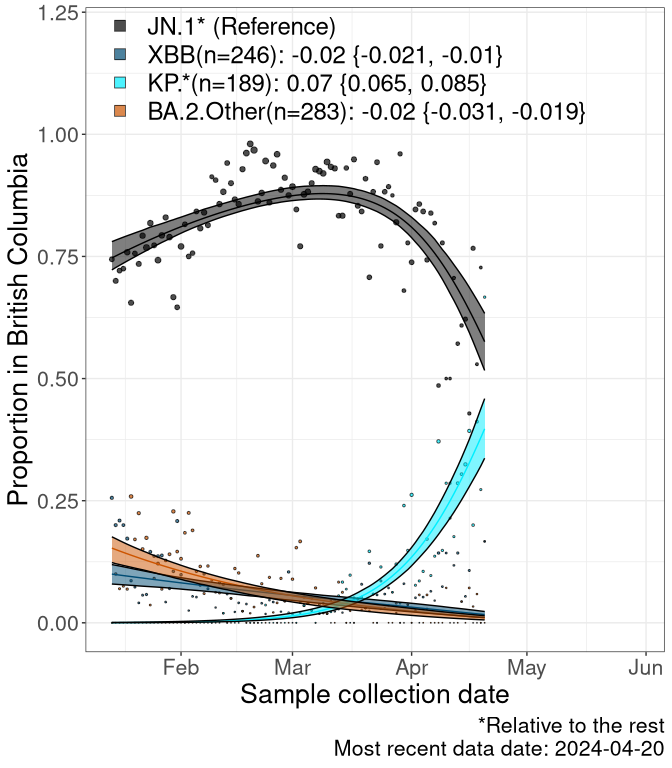 JN.1* (Reference)
XBB(n=246): -0.02 {-0.021, -0.01}
KP.*(n=189): 0.07 {0.065, 0.085}
BA.2.Other(n=283): -0.02 {-0.031, -0.019}
Proportion in British Columbia
1.25
1.00
0.75
0.50
0.25
0.00
Feb Mar Apr May Jun
Sample collection date
*Relative to the rest
Most recent data date: 2024-04-20